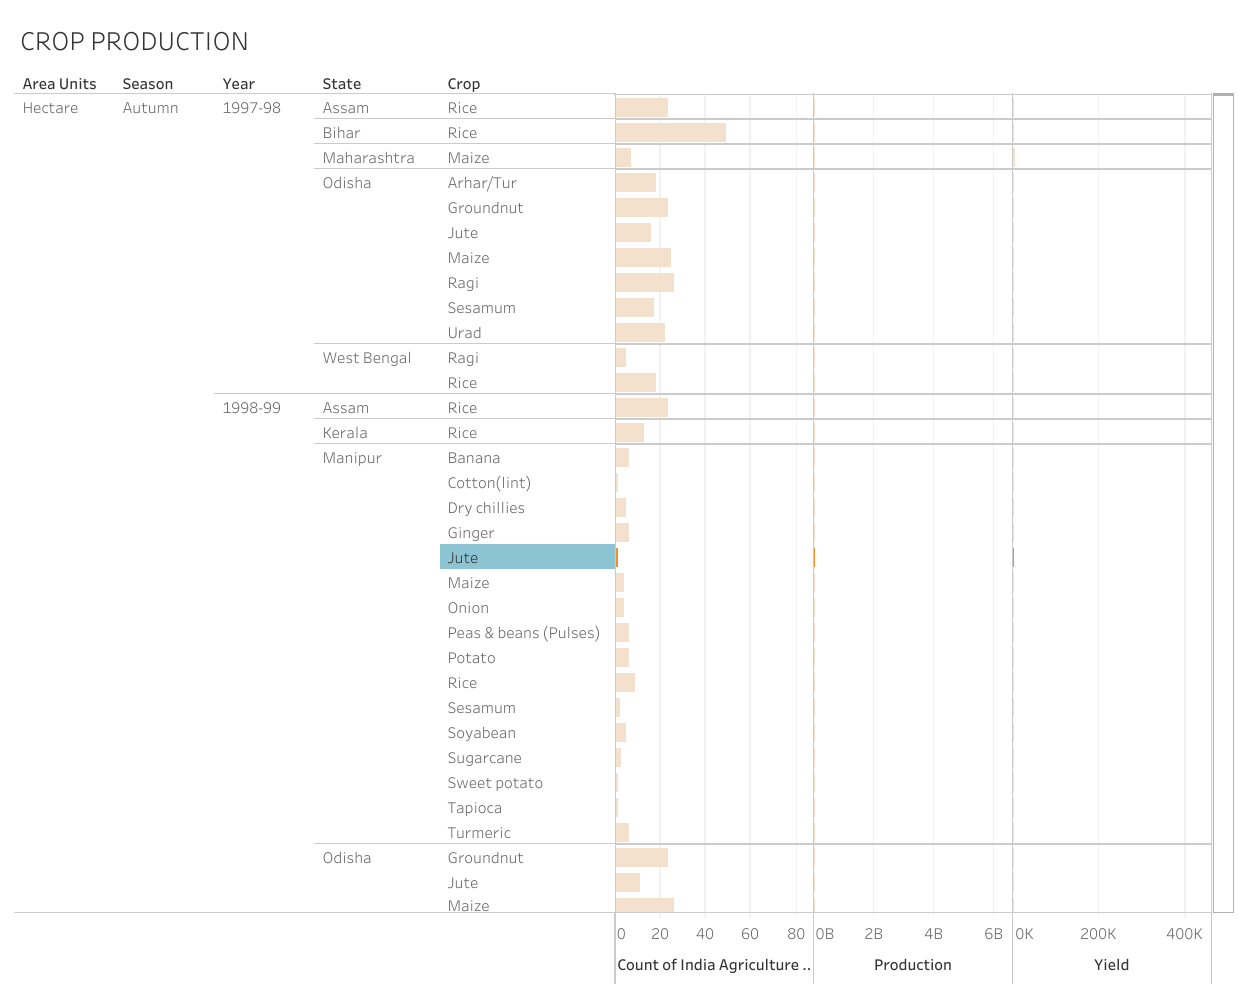 CROP PRODUCTION
Area Units Season Year State Crop
Hectare Autumn 1997-98 Assam Rice
Bihar Rice
Maharashtra Maize
Odisha Arhar/Tur
Groundnut
Jute
Maize
Ragi
Sesamum
Urad
West Bengal Ragi
Rice
1998-99 Assam Rice
Kerala Rice
Manipur Banana
Cotton(lint)
Dry chillies
Ginger
Jute
Maize
Onion
Peas & beans (Pulses)
Potato
Rice
Sesamum
Soyabean
Sugarcane
Sweet potato
Tapioca
Turmeric
Odisha Groundnut
Jute
Maize
0 20 40 60 80 0B 2B 4B 6B 0K 200K 400K
Count of India Agriculture .. Production Yield